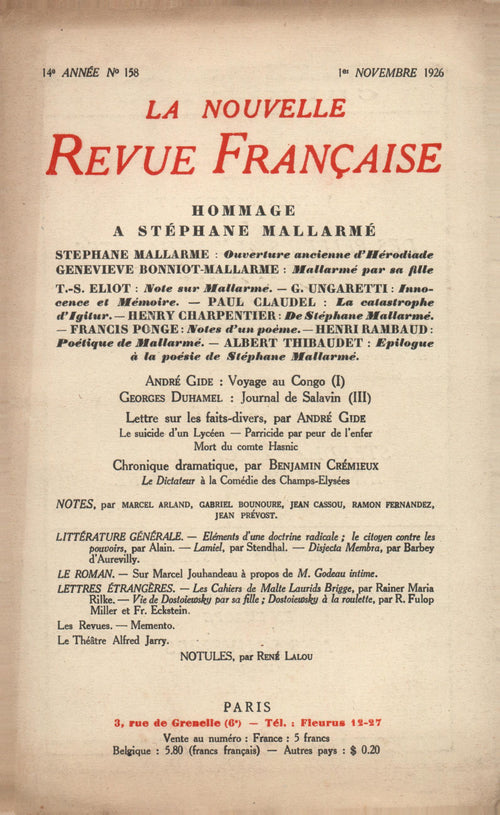 14e ANNÉE No 158 1er NOVEMBRE 1926
LA NOUVELLE
REVUE FRANÇAISE
HOMMAGE
A STÉPHANE MALLARMÉ
STEPHANE MALLARME : Ouverture ancienne d'Hérodiade
GENEVIEVE BONNIOT-MALLARME : Mallarmé par sa fille
T.-S. ELIOT : Note sur Mallarmé. — G. UNGARETTI : Inno-
cence et Mémoire. — PAUL CLAUDEL : La catastrophe
d'Igitur. — HENRY CHARPENTIER : De Stéphane Mallarmé.
— FRANCIS PONGE : Notes d'un poème. — HENRI RAMBAUD :
Poétique de Mallarmé. — ALBERT THIBAUDET : Epilogue
à la poésie de Stéphane Mallarmé.
ANDRÉ GIDE : Voyage au Congo (I)
GEORGES DUHAMEL : Journal de Salavin (III)
Lettre sur les faits-divers, par ANDRÉ GIDE
Le suicide d'un Lycéen — Parricide par peur de l'enfer
Mort du comte Hasnic
Chronique dramatique, par BENJAMIN CRÉMIEUX
Le Dictateur à la Comédie des Champs-Elysées
NOTES, par MARCEL ARLAND, GABRIEL BOUNOURE, JEAN CASSOU, RAMON FERNANDEZ,
JEAN PRÉVOST.
LITTÉRATURE GÉNÉRALE. — Eléments d'une doctrine radicale ; le citoyen contre les
pouvoirs, par Alain. — Lamiel, par Stendhal. — Disjecta Membra, par Barbey
d'Aurevilly.
LE ROMAN. — Sur Marcel Jouhandeau à propos de M. Godeau intime.
LETTRES ÉTRANGÈRES. — Les Cahiers de Malte Laurids Brigge, par Rainer Maria
Rilke. — Vie de Dostoïewsky par sa fille ; Dostoïewsky à la roulette, par R. Fulop
Miller et Fr. Eckstein.
Les Revues. — Memento.
Le Théâtre Alfred Jarry.
NOTULES, par RENÉ LALOU
PARIS
3, rue de Grenelle (6e) — Tél. : Fleurus 12-27
Vente au numéro : France : 5 francs
Belgique : 5.80 (francs français) — Autres pays : $ 0.20